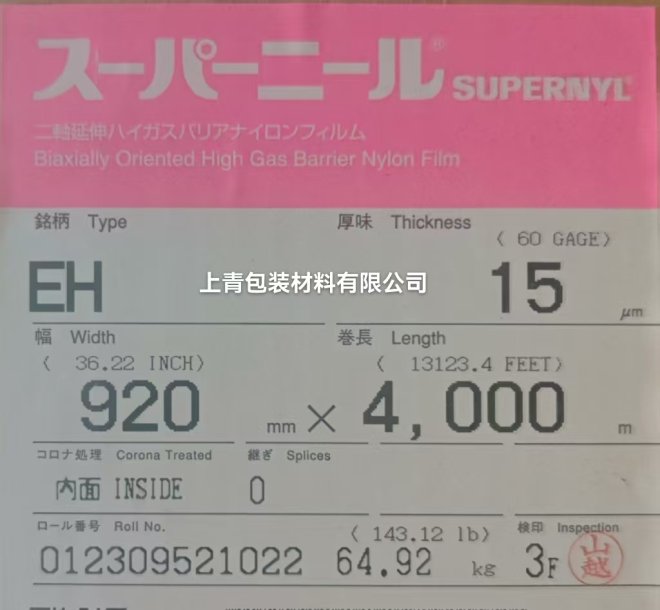 スーパーニール® SUPERNYL®
二軸延伸ハイガスバリアナイロンフィルム
Biaxially Oriented High Gas Barrier Nylon Film
銘柄 Type
厚味 Thickness
( 60 GAGE)
EH
上青包装材料有限公司
15 μm
幅 Width
巻長 Length
( 36.22 INCH)
( 13123.4 FEET)
920 mm × 4,000 m
コロナ処理 Corona Treated
継ぎ Splices
内面 INSIDE
0
ロール番号 Roll No.
( 143.12 lb)
検印 Inspection
012309521022
64.92 kg
3F
山越